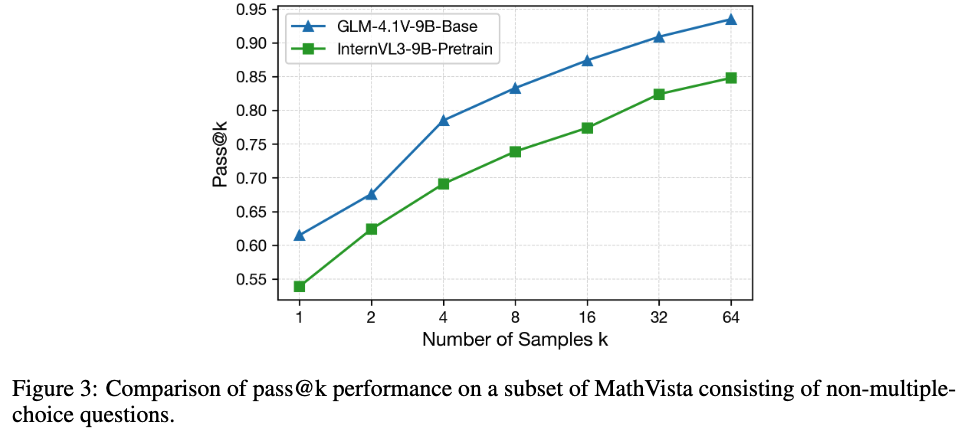 0.95
0.90
0.85
0.80
0.75
0.70
0.65
0.60
0.55
Pass@k
GLM-4.1V-9B-Base
InternVL3-9B-Pretrain
1 2 4 8 16 32 64
Number of Samples k
Figure 3: Comparison of pass@k performance on a subset of MathVista consisting of non-multiple-
choice questions.